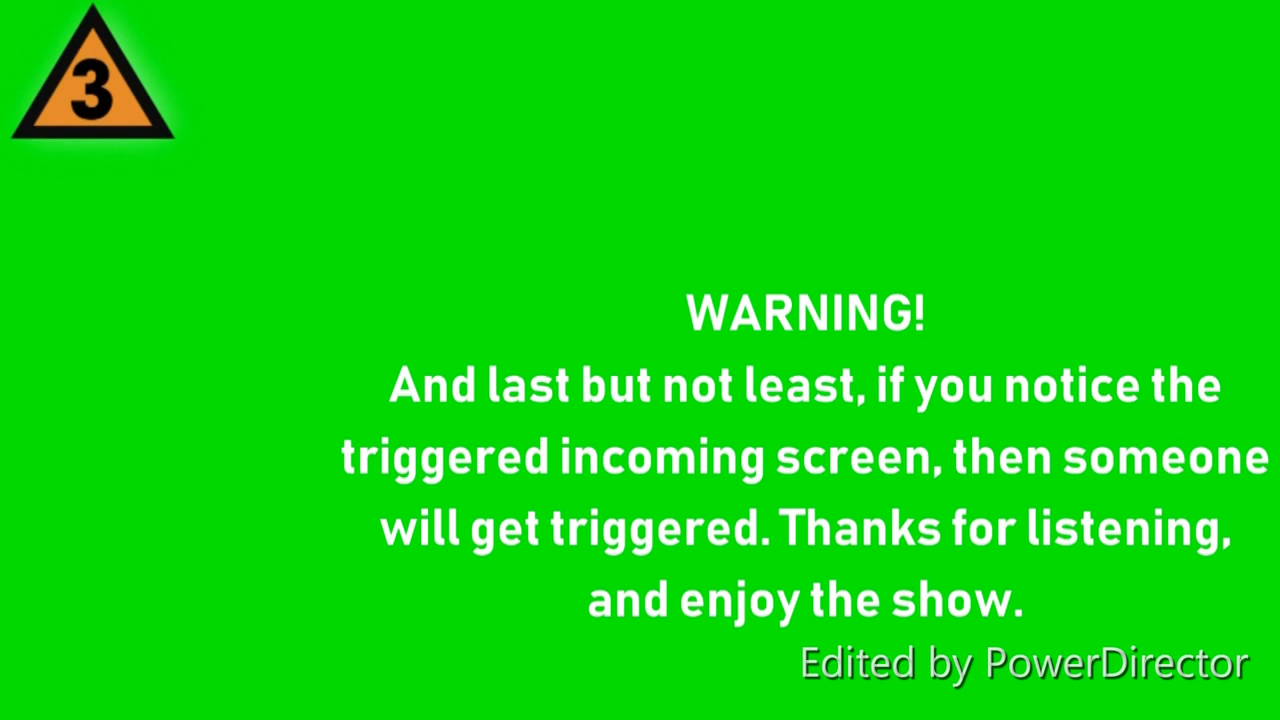 3
WARNING!
And last but not least, if you notice the
triggered incoming screen, then someone
will get triggered. Thanks for listening,
and enjoy the show.
Edited by PowerDirector